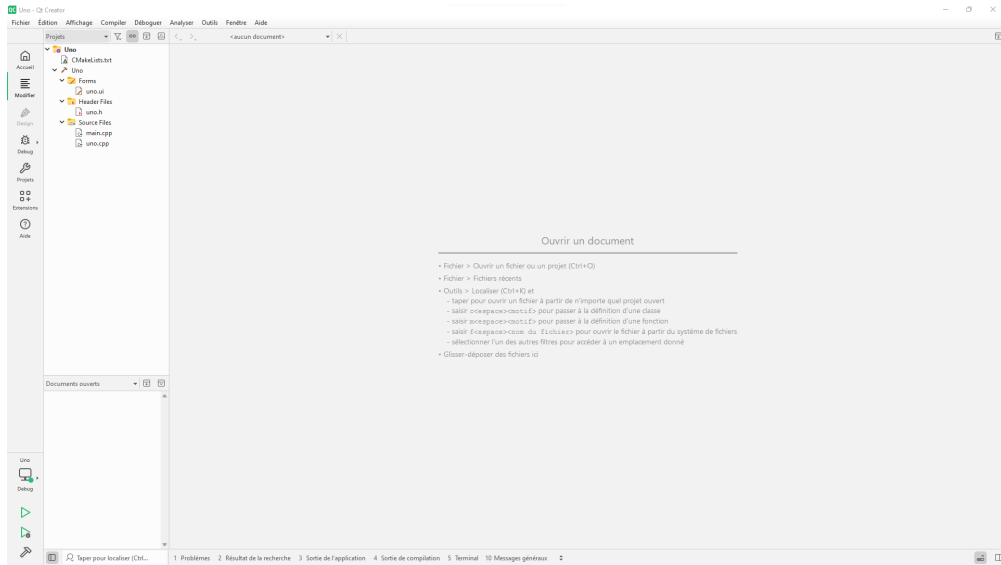 Uno - Qt Creator
Fichier Édition Affichage Compiler Déboguer Analyser Outils Fenêtre Aide
Projets
<aucun document>
Accueil
Modifier
Design
Debug
Projets
Extensions
Aide
Uno
CMakeLists.txt
Uno
Forms
uno.ui
Header Files
uno.h
Source Files
main.cpp
uno.cpp
Ouvrir un document
• Fichier > Ouvrir un fichier ou un projet (Ctrl+O)
• Fichier > Fichiers récents
• Outils > Localiser (Ctrl+K) et
- taper pour ouvrir un fichier à partir de n'importe quel projet ouvert
- saisir c<espace><motif> pour passer à la définition d'une classe
- saisir m<espace><motif> pour passer à la définition d'une fonction
- saisir f<espace><nom du fichier> pour ouvrir le fichier à partir du système de fichiers
- sélectionner l'un des autres filtres pour accéder à un emplacement donné
• Glisser-déposer des fichiers ici
Documents ouverts
Uno
Debug
Taper pour localiser (Ctrl...
1 Problèmes 2 Résultat de la recherche 3 Sortie de l'application 4 Sortie de compilation 5 Terminal 10 Messages généraux